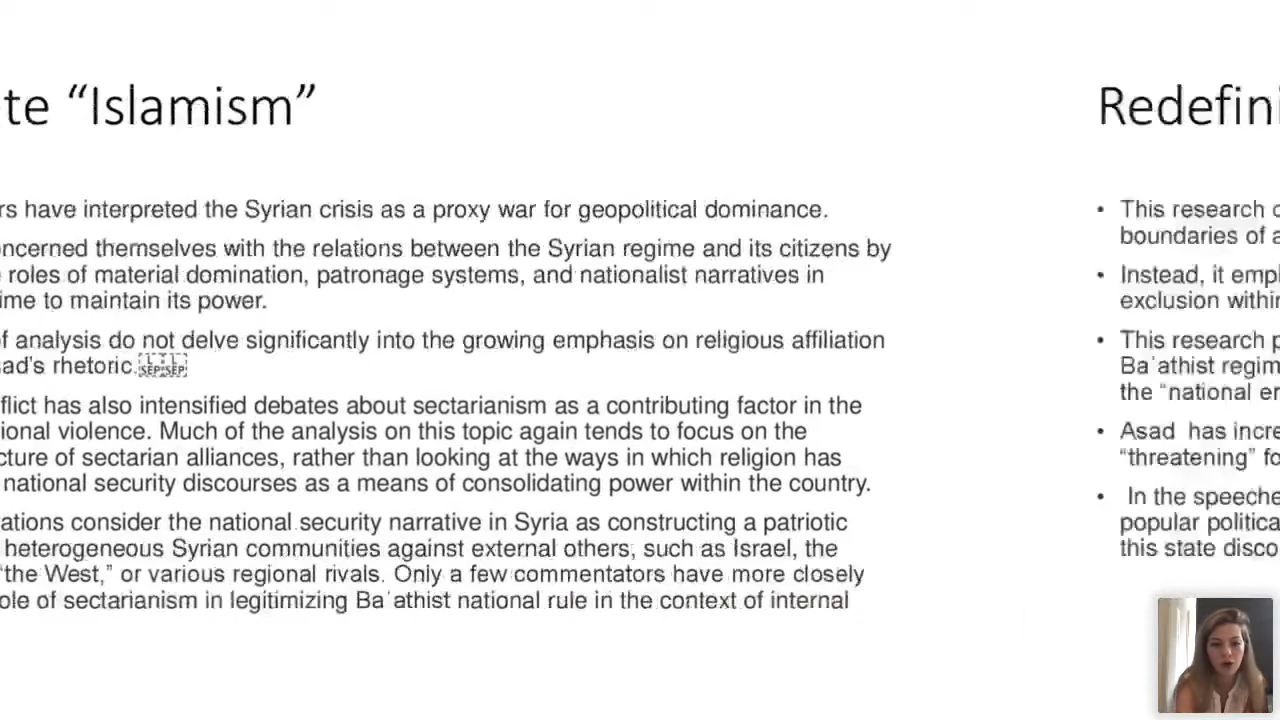 te “Islamism”
rs have interpreted the Syrian crisis as a proxy war for geopolitical dominance.
ncerned themselves with the relations between the Syrian regime and its citizens by
roles of material domination, patronage systems, and nationalist narratives in
ime to maintain its power.
f analysis do not delve significantly into the growing emphasis on religious affiliation
ad's rhetoric.
flict has also intensified debates about sectarianism as a contributing factor in the
ional violence. Much of the analysis on this topic again tends to focus on the
cture of sectarian alliances, rather than looking at the ways in which religion has
national security discourses as a means of consolidating power within the country.
ations consider the national security narrative in Syria as constructing a patriotic
heterogeneous Syrian communities against external others, such as Israel, the
“the West,” or various regional rivals. Only a few commentators have more closely
ole of sectarianism in legitimizing Baʾathist national rule in the context of internal
Redefini
• This research
boundaries of a
• Instead, it emp
exclusion within
• This research p
Baʾathist regim
the “national en
• Asad has incre
“threatening” fo
• In the speeche
popular politica
this state disco